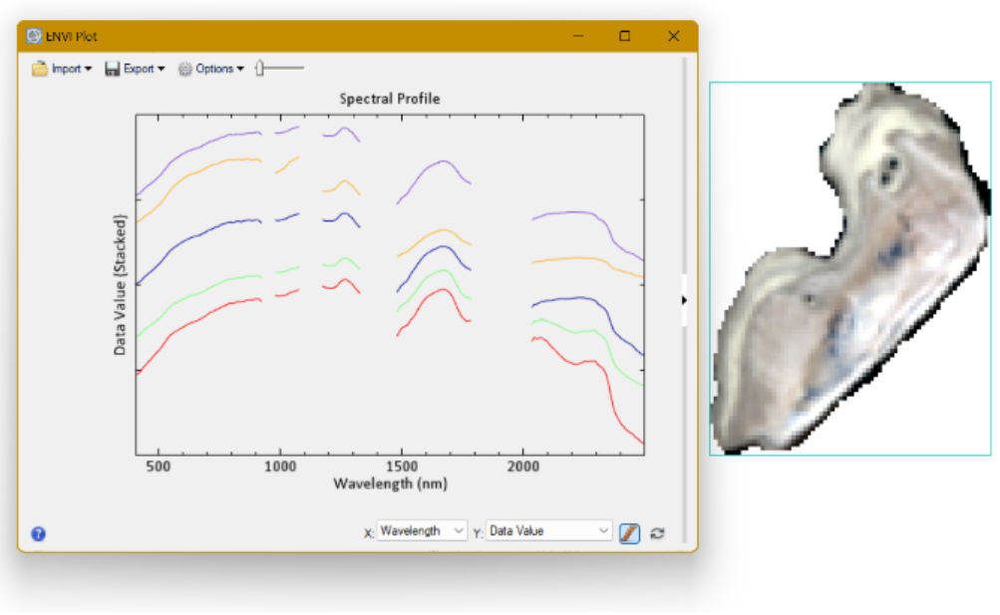 ENVI Plot
Import Export Options
Spectral Profile
Data Value (Stacked)
500 1000 1500 2000
Wavelength (nm)
? X: Wavelength Y: Data Value